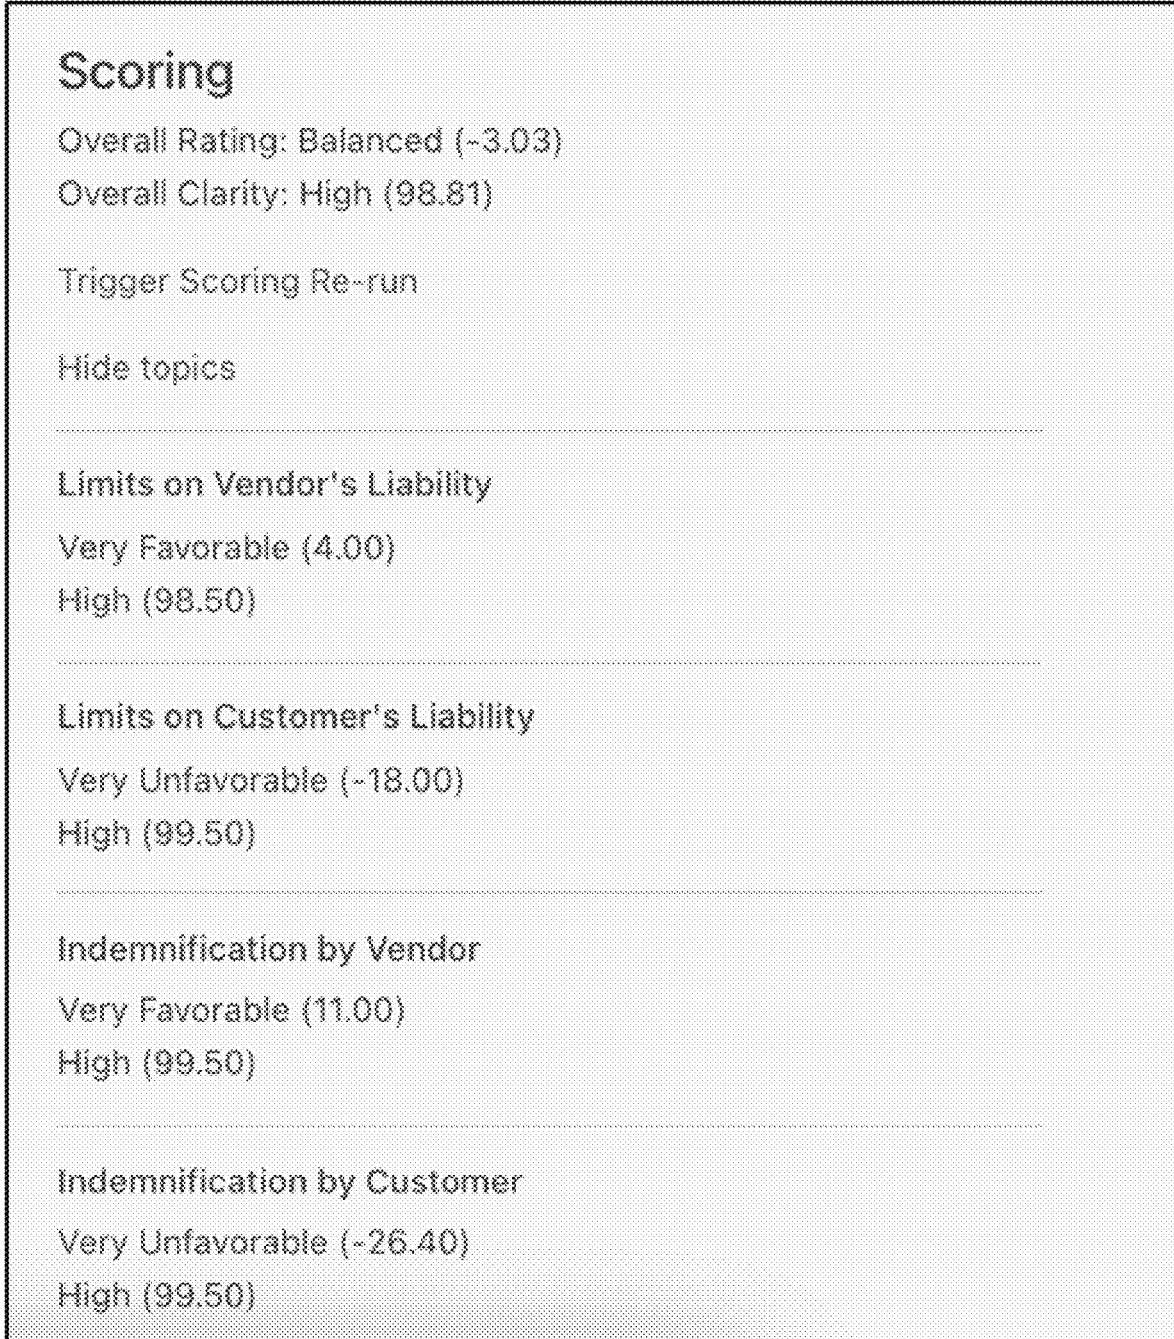 Scoring
Overall Rating: Balanced (-3.03)
Overall Clarity: High (98.81)
Trigger Scoring Re-run
Hide topics
Limits on Vendor's Liability
Very Favorable (4.00)
High (98.50)
Limits on Customer's Liability
Very Unfavorable (-18.00)
High (99.50)
Indemnification by Vendor
Very Favorable (11.00)
High (99.50)
Indemnification by Customer
Very Unfavorable (-26.40)
High (99.50)